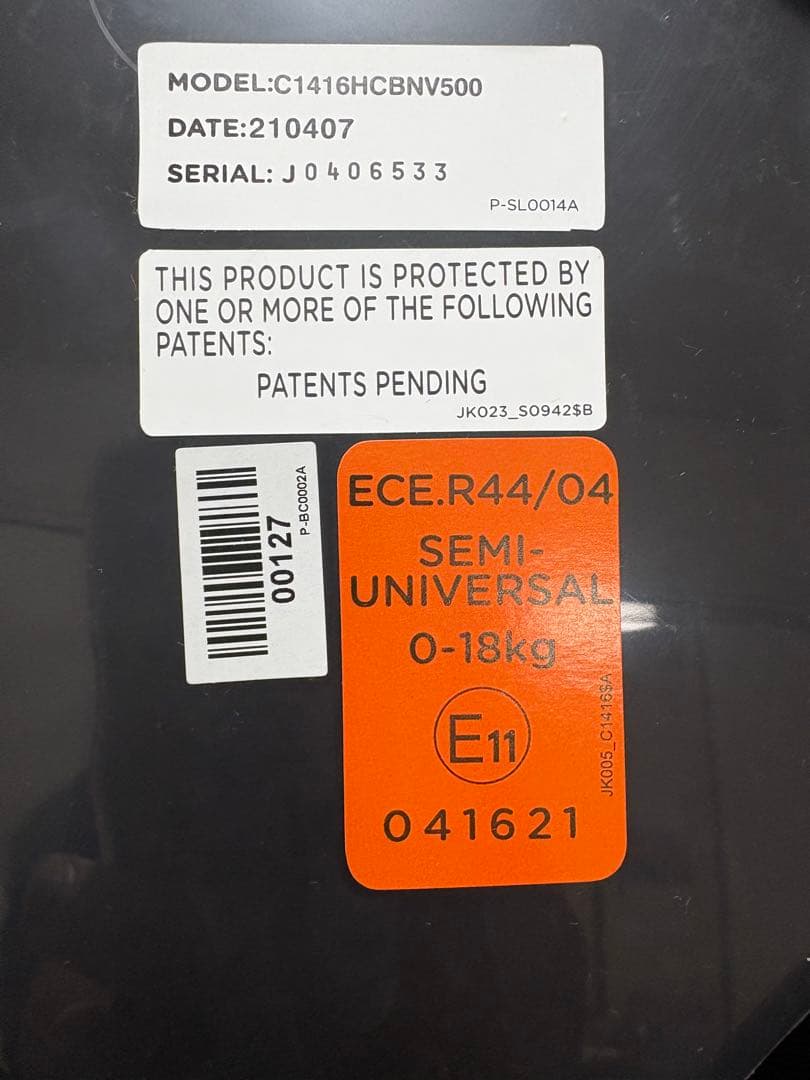 MODEL:C1416HCBNV500
DATE:210407
SERIAL: J0406533
P-SL0014A
THIS PRODUCT IS PROTECTED BY
ONE OR MORE OF THE FOLLOWING
PATENTS:
PATENTS PENDING
JK023_S0942$B
00127
P-BC0002A
ECE.R44/04
SEMI-
UNIVERSAL
0-18kg
E11
041621
JK005_C1416$A